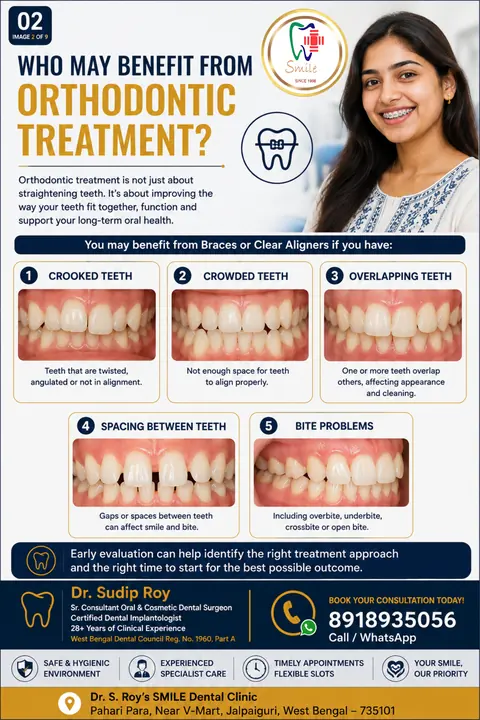 02
IMAGE 2 OF 9
WHO MAY BENEFIT FROM
ORTHODONTIC
TREATMENT?
Smile
SINCE 1998
Orthodontic treatment is not just about
straightening teeth. It's about improving the
way your teeth fit together, function and
support your long-term oral health.
You may benefit from Braces or Clear Aligners if you have:
1 CROOKED TEETH
Teeth that are twisted,
angulated or not in alignment.
2 CROWDED TEETH
Not enough space for teeth
to align properly.
3 OVERLAPPING TEETH
One or more teeth overlap
others, affecting appearance
and cleaning.
4 SPACING BETWEEN TEETH
Gaps or spaces between teeth
can affect smile and bite.
5 BITE PROBLEMS
Including overbite, underbite,
crossbite or open bite.
Early evaluation can help identify the right treatment approach
and the right time to start for the best possible outcome.
Dr. Sudip Roy
Sr. Consultant Oral & Cosmetic Dental Surgeon
Certified Dental Implantologist
28+ Years of Clinical Experience
West Bengal Dental Council Reg. No. 1960, Part A
BOOK YOUR CONSULTATION TODAY!
8918935056
Call / WhatsApp
SAFE & HYGIENIC
ENVIRONMENT
EXPERIENCED
SPECIALIST CARE
TIMELY APPOINTMENTS
FLEXIBLE SLOTS
YOUR SMILE,
OUR PRIORITY
Dr. S. Roy's SMILE Dental Clinic
Pahari Para, Near V-Mart, Jalpaiguri, West Bengal – 735101